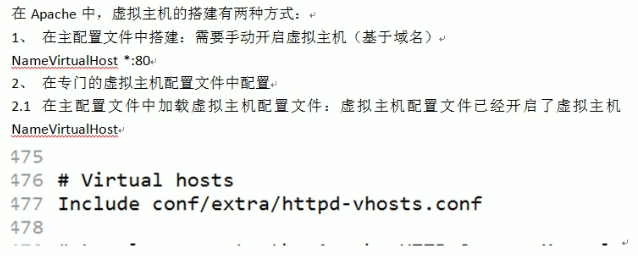 在 Apache 中，虚拟主机的搭建有两种方式：
1、 在主配置文件中搭建：需要手动开启虚拟主机（基于域名）
NameVirtualHost *:80
2、 在专门的虚拟主机配置文件中配置
2.1 在主配置文件中加载虚拟主机配置文件：虚拟主机配置文件已经开启了虚拟主机
NameVirtualHost
475
476 # Virtual hosts
477 Include conf/extra/httpd-vhosts.conf
478